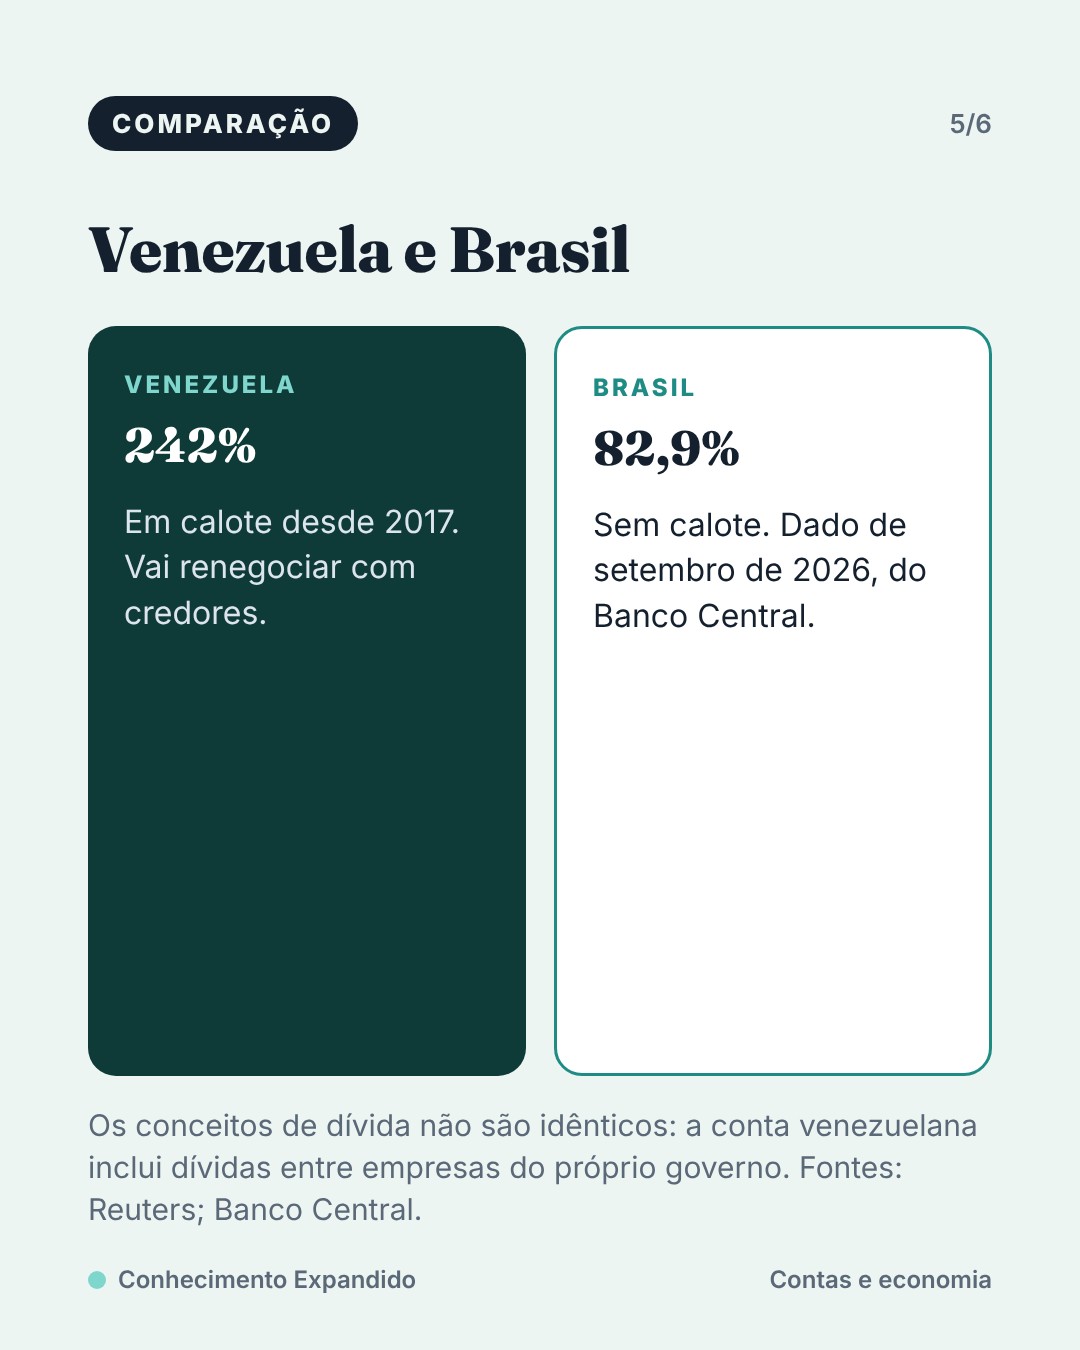 COMPARAÇÃO
5/6
Venezuela e Brasil
VENEZUELA
242%
Em calote desde 2017.
Vai renegociar com
credores.
BRASIL
82,9%
Sem calote. Dado de
setembro de 2026, do
Banco Central.
Os conceitos de dívida não são idênticos: a conta venezuelana
inclui dívidas entre empresas do próprio governo. Fontes:
Reuters; Banco Central.
Conhecimento Expandido
Contas e economia